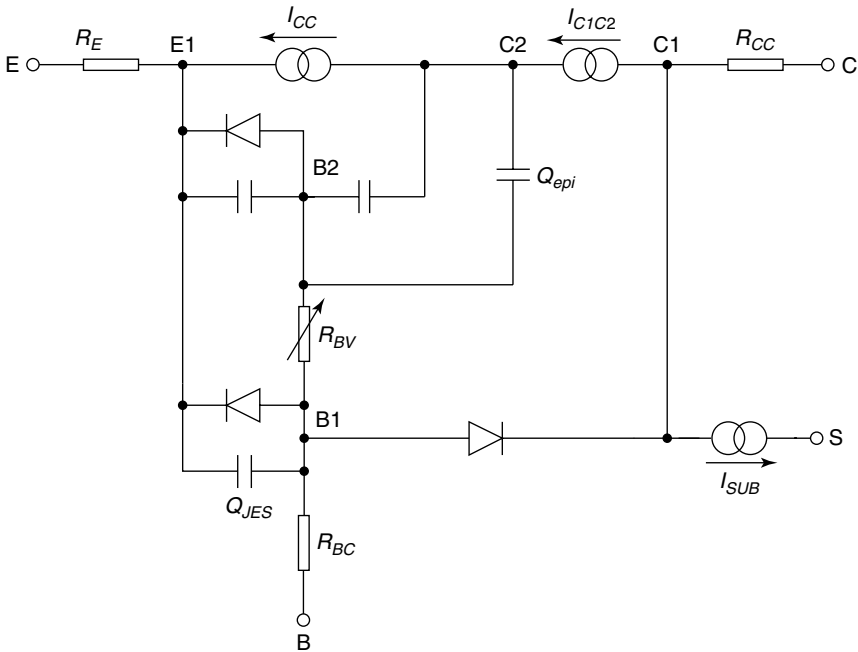 I_CC
I_C1C2
R_E
E1
C2
C1
R_CC
E
C
B2
Q_epi
R_BV
B1
S
I_SUB
Q_JES
R_BC
B